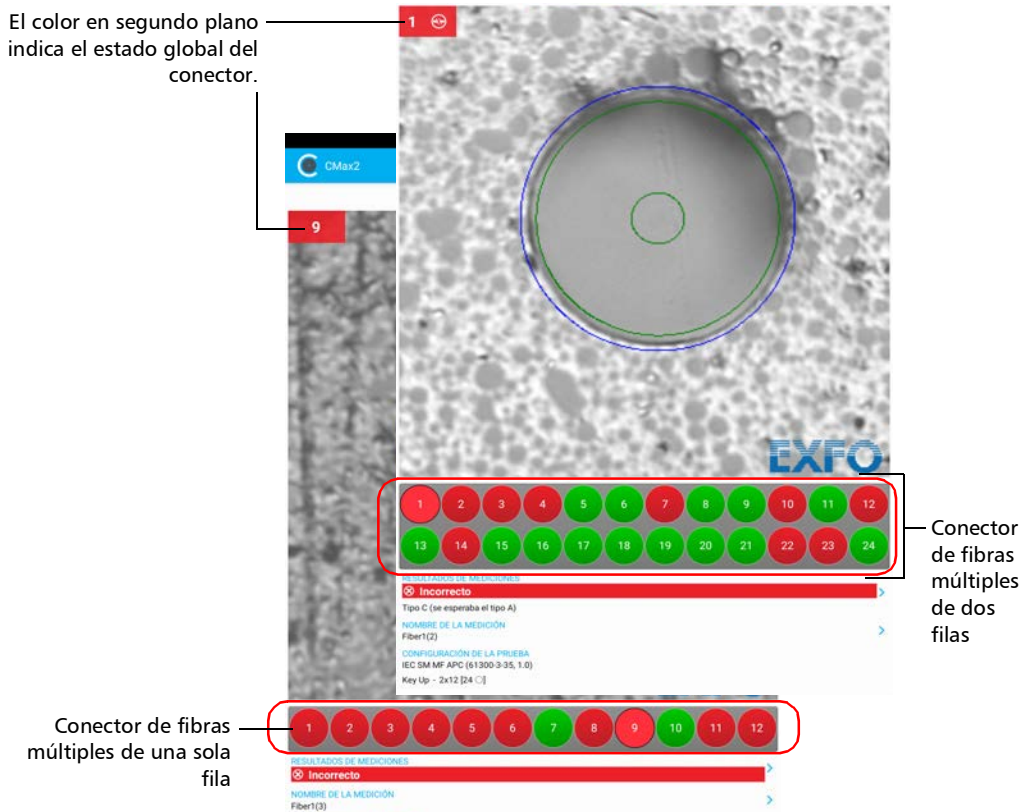 El color en segundo plano
indica el estado global del
conector.
1
CMax2
9
EXFO
1 2 3 4 5 6 7 8 9 10 11 12
13 14 15 16 17 18 19 20 21 22 23 24
Conector
de fibras
múltiples
de dos
filas
RESULTADOS DE MEDICIONES
Incorrecto
Tipo C (se esperaba el tipo A)
NOMBRE DE LA MEDICIÓN
Fiber1(2)
CONFIGURACIÓN DE LA PRUEBA
IEC SM MF APC (61300-3-35, 1.0)
Key Up - 2x12 [24 ○]
Conector de fibras
múltiples de una sola
fila
1 2 3 4 5 6 7 8 9 10 11 12
RESULTADOS DE MEDICIONES
Incorrecto
NOMBRE DE LA MEDICIÓN
Fiber1(3)